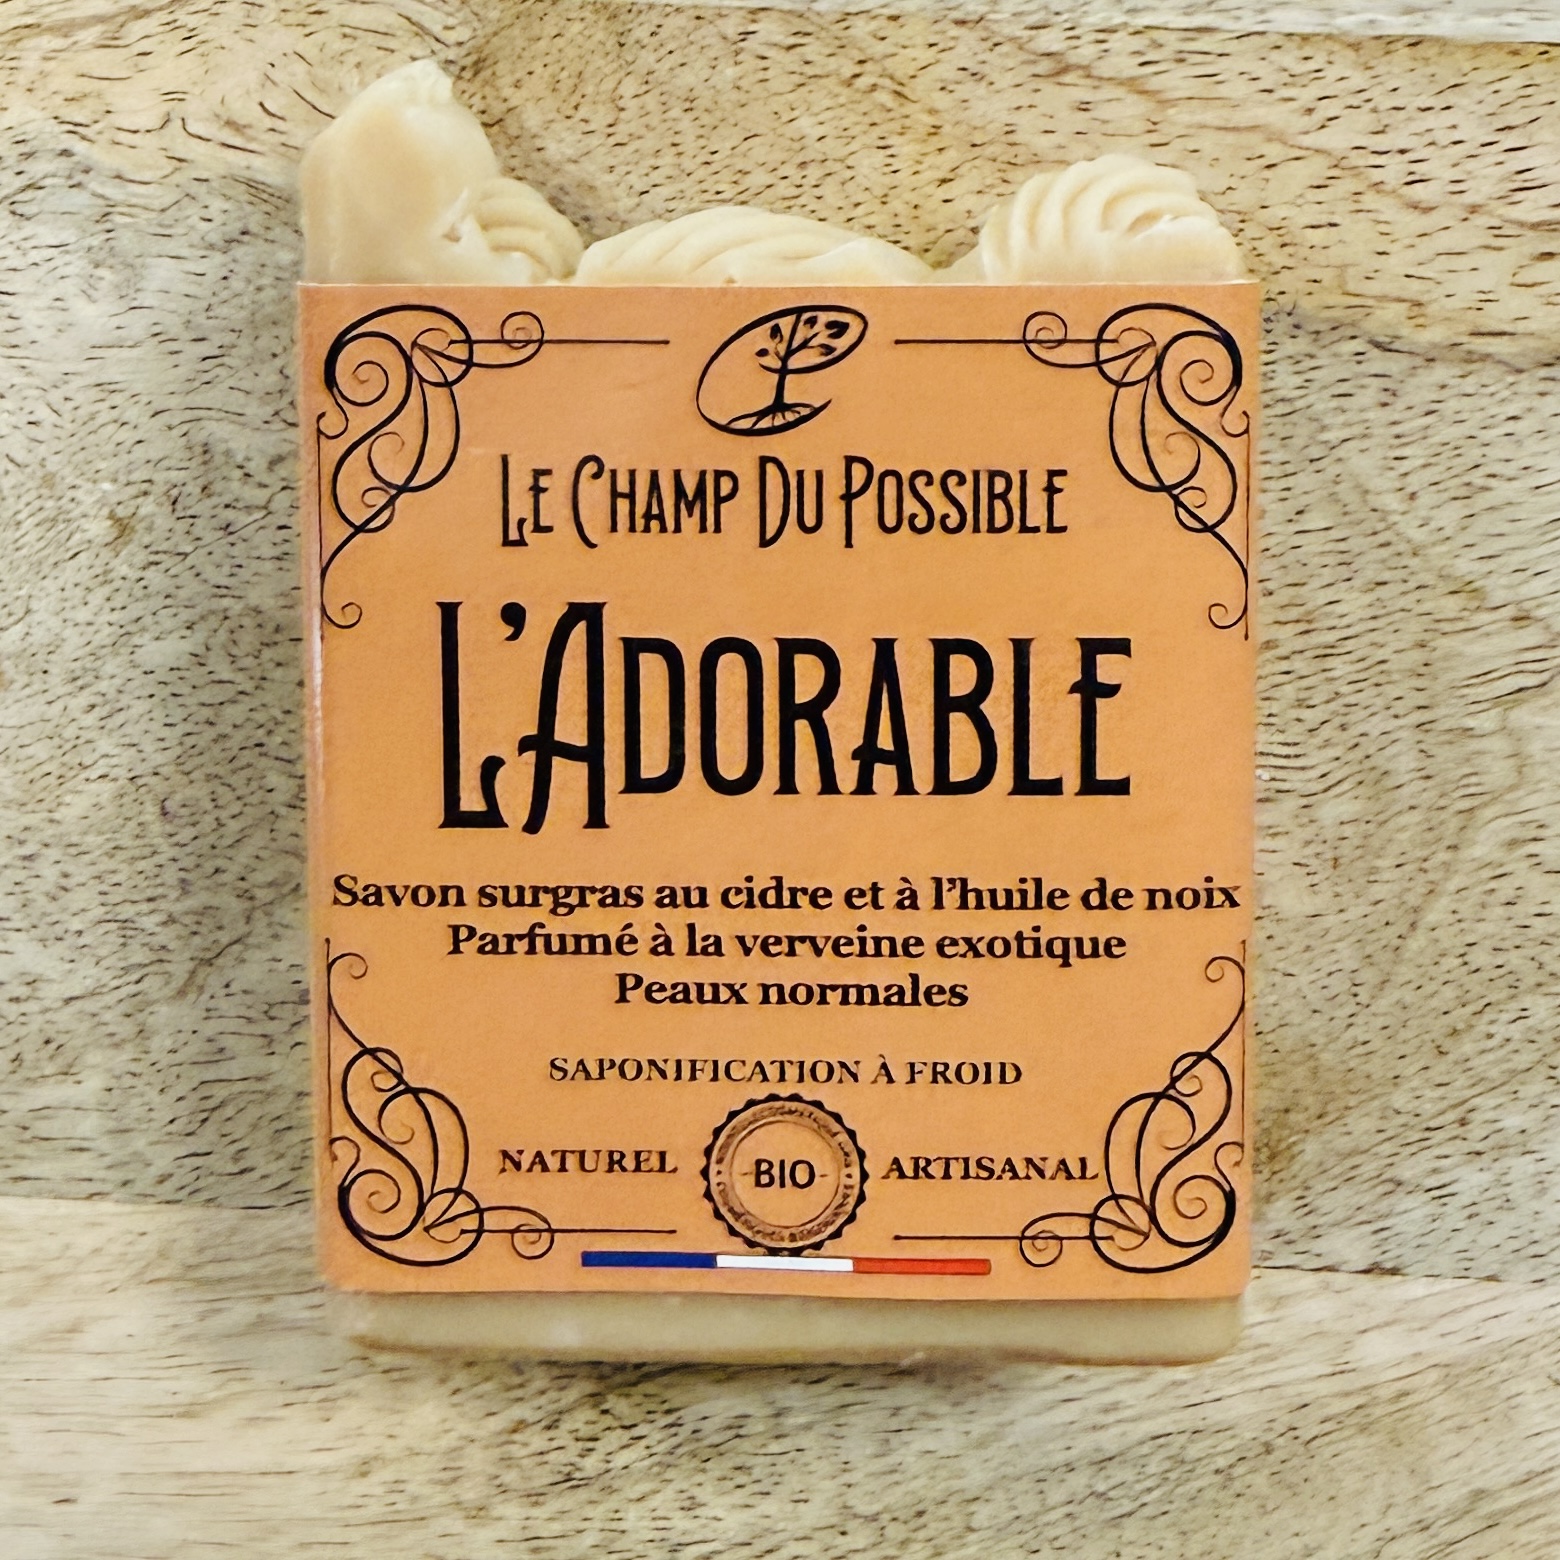 LE CHAMP DU POSSIBLE
L'ADORABLE
Savon surgras au cidre et à l'huile de noix
Parfumé à la verveine exotique
Peaux normales
SAPONIFICATION À FROID
NATUREL BIO ARTISANAL